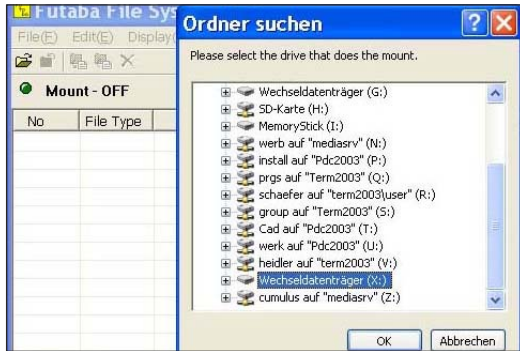 Futaba File Sys
File(F) Edit(E) Display(
Mount - OFF
No File Type
Ordner suchen
Please select the drive that does the mount.
Wechseldatenträger (G:)
SD-Karte (H:)
MemoryStick (I:)
werb auf "mediasrv" (N:)
install auf "Pdc2003" (P:)
prgs auf "Term2003" (Q:)
schaefer auf "term2003\user" (R:)
group auf "Term2003" (S:)
Cad auf "Pdc2003" (T:)
werk auf "Pdc2003" (U:)
heidler auf "term2003" (V:)
Wechseldatenträger (X:)
cumulus auf "mediasrv" (Z:)
OK Abbrechen